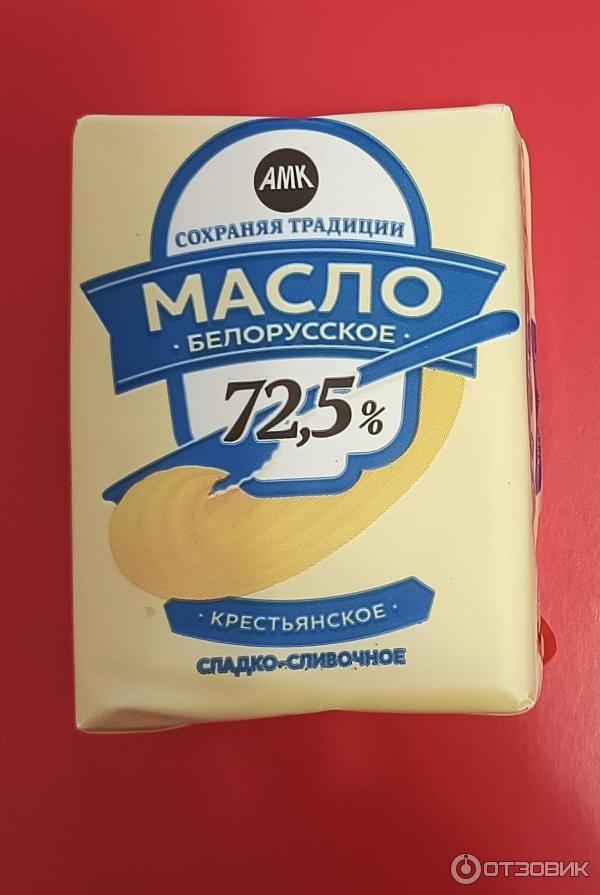 АМК
СОХРАНЯЯ ТРАДИЦИИ
МАСЛО
· БЕЛОРУССКОЕ ·
72,5%
· КРЕСТЬЯНСКОЕ ·
СЛАДКО-СЛИВОЧНОЕ
ОТЗОВИК